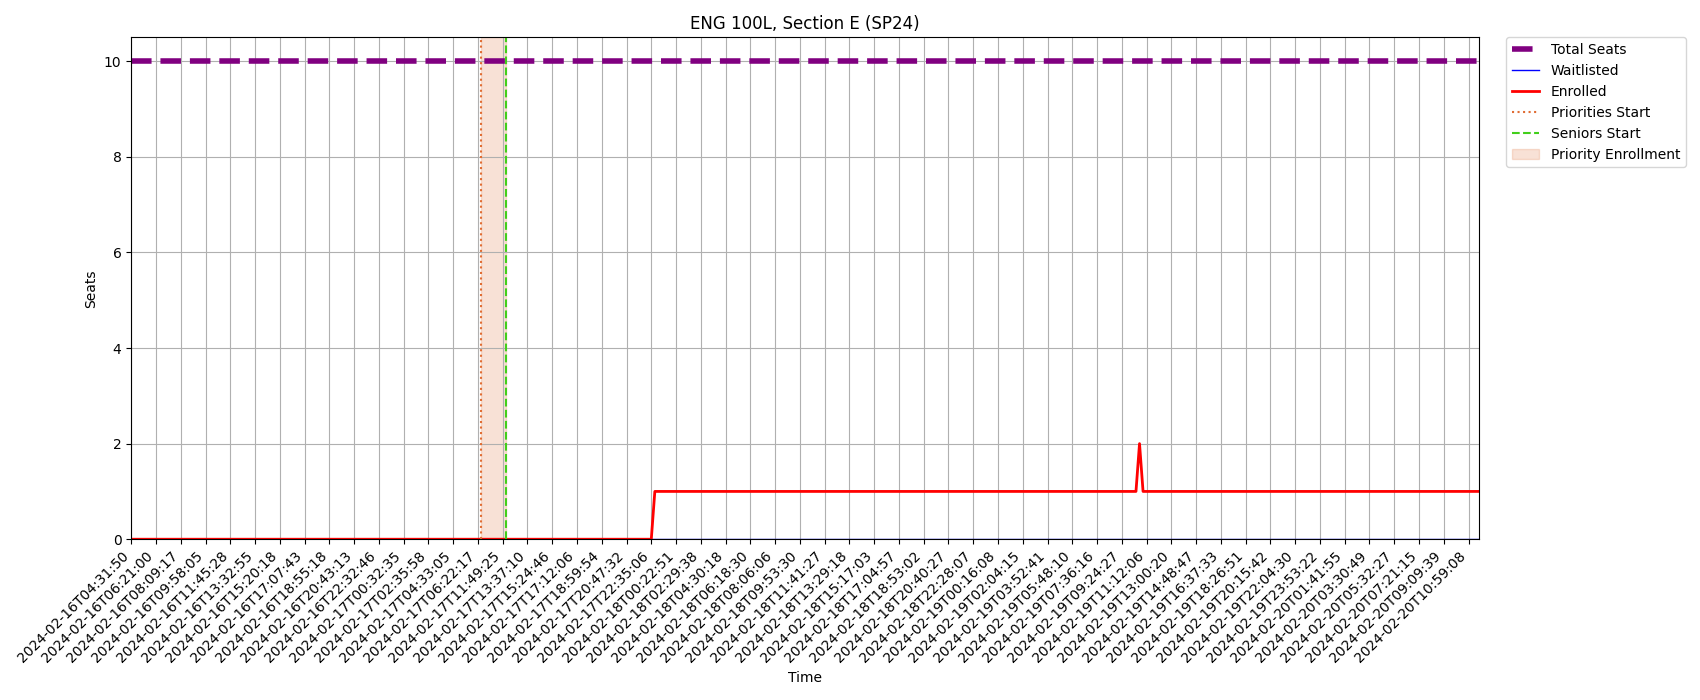 ENG 100L, Section E (SP24)
Total Seats
Waitlisted
Enrolled
Priorities Start
Seniors Start
Priority Enrollment
Seats
10
8
6
4
2
0
2024-02-16T04:31:50
2024-02-16T06:21:00
2024-02-16T08:09:17
2024-02-16T09:58:05
2024-02-16T11:45:28
2024-02-16T13:32:55
2024-02-16T15:20:18
2024-02-16T17:07:43
2024-02-16T18:55:18
2024-02-16T20:43:13
2024-02-16T22:32:46
2024-02-17T00:32:35
2024-02-17T02:35:58
2024-02-17T04:33:05
2024-02-17T06:22:17
2024-02-17T11:49:25
2024-02-17T13:37:10
2024-02-17T15:24:46
2024-02-17T17:12:06
2024-02-17T18:59:54
2024-02-17T20:47:32
2024-02-17T22:35:06
2024-02-18T00:22:51
2024-02-18T02:29:38
2024-02-18T04:30:18
2024-02-18T06:18:30
2024-02-18T08:06:06
2024-02-18T09:53:30
2024-02-18T11:41:27
2024-02-18T13:29:18
2024-02-18T15:17:03
2024-02-18T17:04:57
2024-02-18T18:53:02
2024-02-18T20:40:27
2024-02-18T22:28:07
2024-02-19T00:16:08
2024-02-19T02:04:15
2024-02-19T03:52:41
2024-02-19T05:48:10
2024-02-19T07:36:16
2024-02-19T09:24:27
2024-02-19T11:12:06
2024-02-19T13:00:20
2024-02-19T14:48:47
2024-02-19T16:37:33
2024-02-19T18:26:51
2024-02-19T20:15:42
2024-02-19T22:04:30
2024-02-19T23:53:22
2024-02-20T01:41:55
2024-02-20T03:30:49
2024-02-20T05:32:27
2024-02-20T07:21:15
2024-02-20T09:09:39
2024-02-20T10:59:08
Time